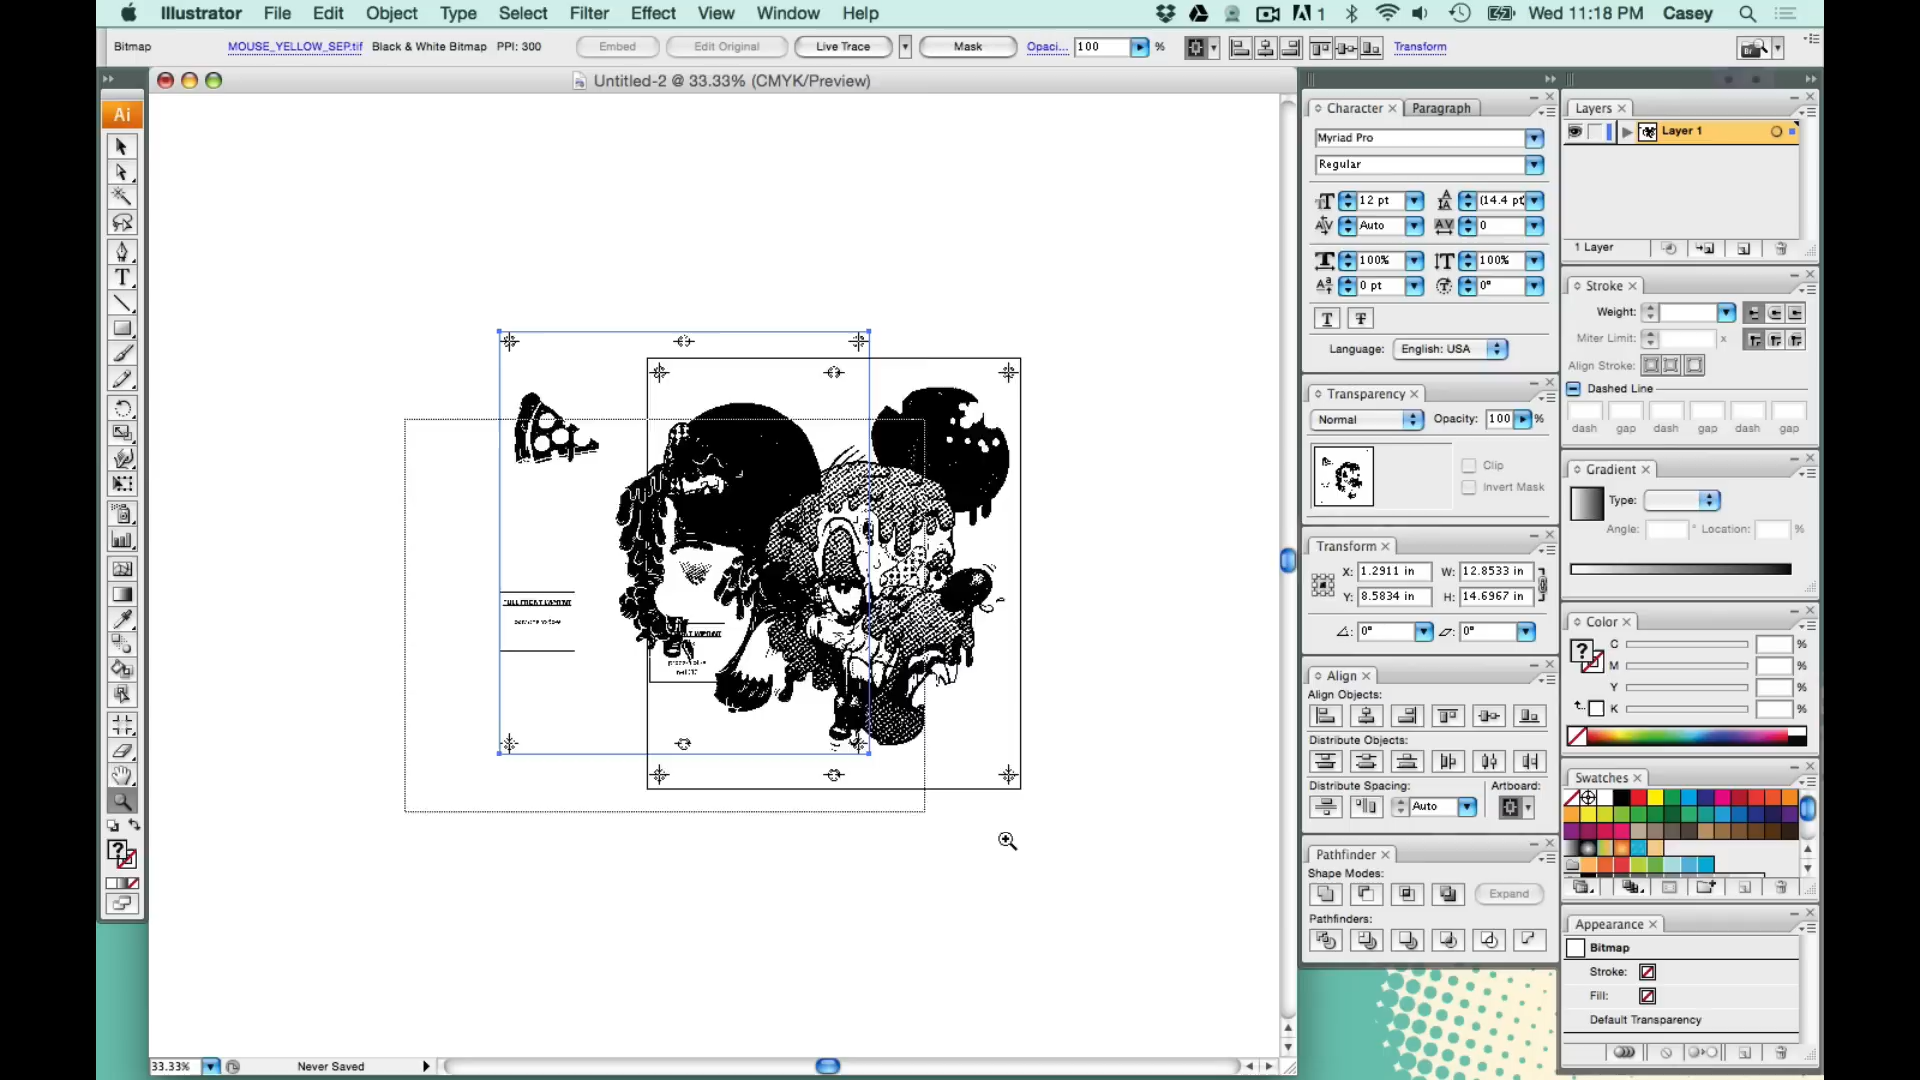 Illustrator File Edit Object Type Select Filter Effect View Window Help 1 Wed 11:18 PM Casey
Bitmap MOUSE_YELLOW_SEP.tif Black & White Bitmap PPI: 300 Embed Edit Original Live Trace Mask Opaci... 100 % Transform
Untitled-2 @ 33.33% (CMYK/Preview)
Ai
Character Paragraph
Myriad Pro
Regular
12 pt (14.4 pt
Auto 0
100% 100%
0 pt 0°
Language: English: USA
Transparency
Normal Opacity: 100 %
Clip
Invert Mask
Transform
X: 1.2911 in W: 12.8533 in
Y: 8.5834 in H: 14.6967 in
0° 0°
Align
Align Objects:
Distribute Objects:
Distribute Spacing: Artboard:
Auto
Pathfinder
Shape Modes:
Expand
Pathfinders:
Layers
Layer 1
1 Layer
Stroke
Weight:
Miter Limit: x
Align Stroke:
Dashed Line
dash gap dash gap dash gap
Gradient
Type:
Angle: ° Location: %
Color
C %
M %
Y %
K %
Swatches
Appearance
Bitmap
Stroke:
Fill:
Default Transparency
33.33% Never Saved